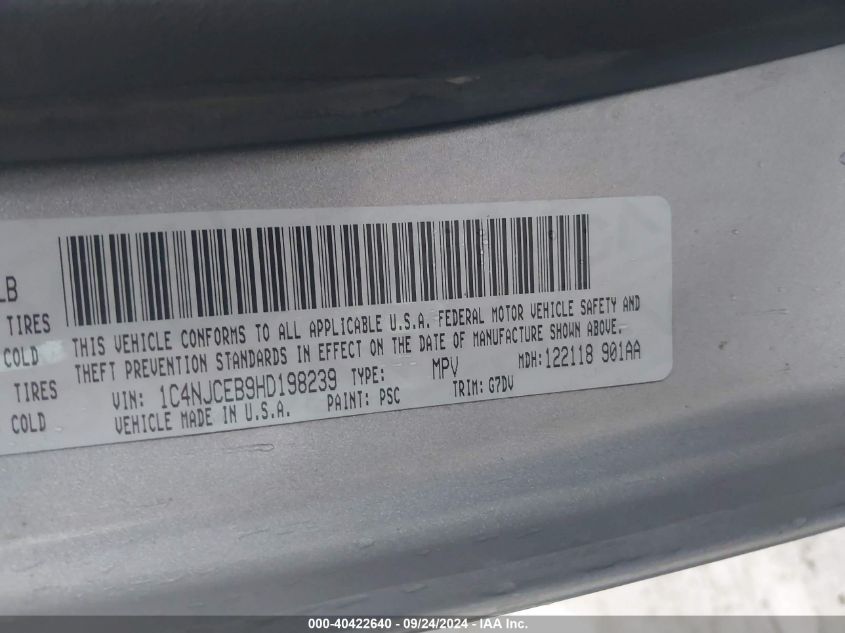 LB
TIRES
COLD
TIRES
COLD
THIS VEHICLE CONFORMS TO ALL APPLICABLE U.S.A. FEDERAL MOTOR VEHICLE SAFETY AND
THEFT PREVENTION STANDARDS IN EFFECT ON THE DATE OF MANUFACTURE SHOWN ABOVE.
VIN: 1C4NJCEB9HD198239 TYPE: MPV MDH:122118 901AA
VEHICLE MADE IN U.S.A. PAINT: PSC TRIM: G7DV
000-40422640 - 09/24/2024 - IAA Inc.